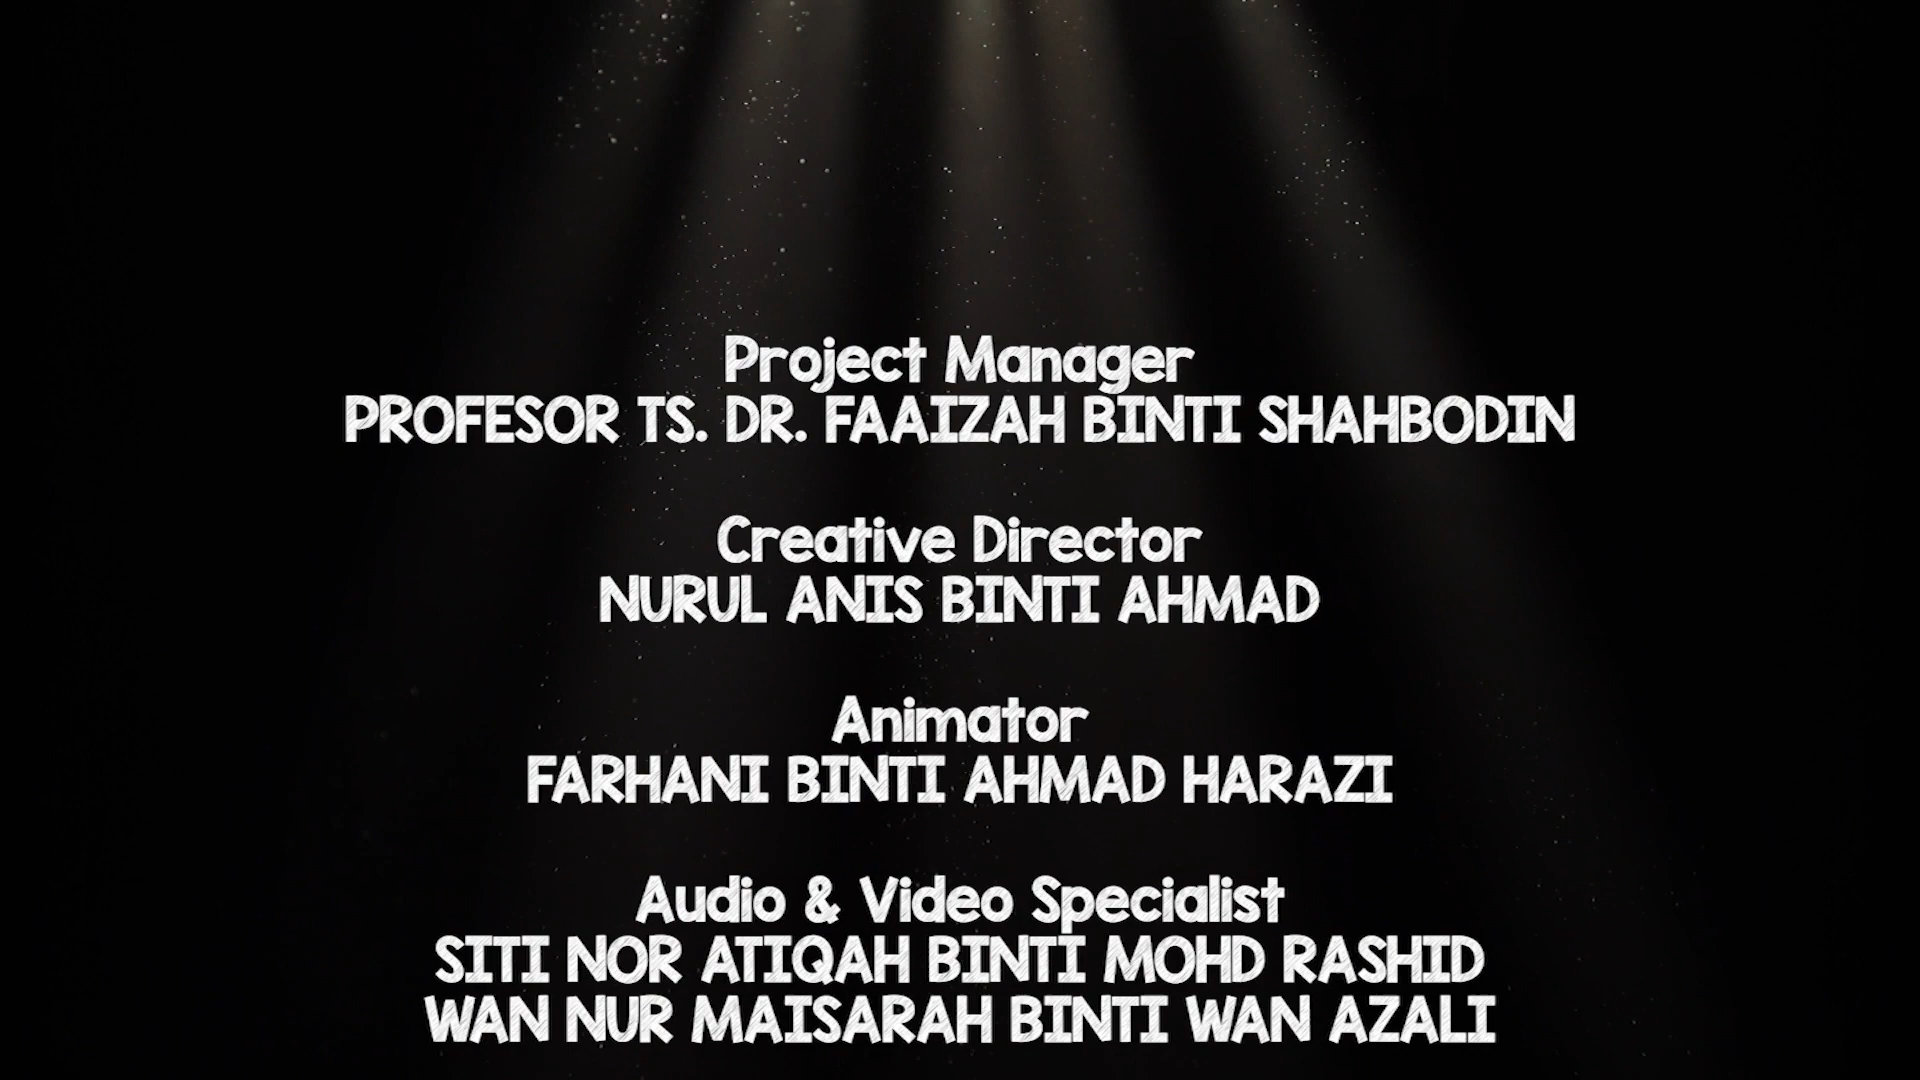 Project Manager
PROFESOR TS. DR. FAAIZAH BINTI SHAHBODIN
Creative Director
NURUL ANIS BINTI AHMAD
Animator
FARHANI BINTI AHMAD HARAZI
Audio & Video Specialist
SITI NOR ATIQAH BINTI MOHD RASHID
WAN NUR MAISARAH BINTI WAN AZALI